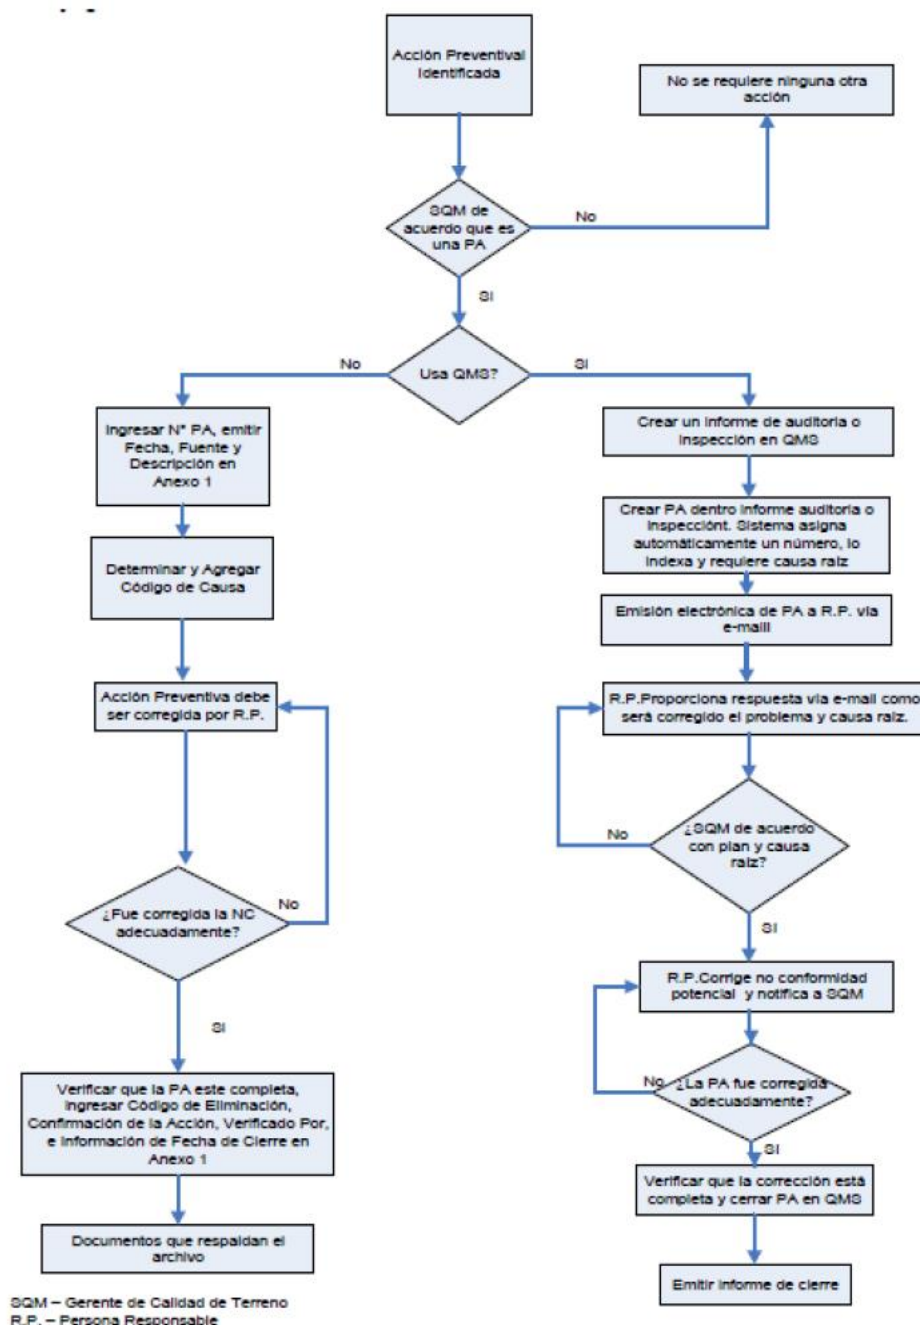 Acción Preventival
Identificada
No se requiere ninguna otra
acción
SQM de
acuerdo que es
una PA
No
SI
Usa QMS?
No
SI
Ingresar N° PA, emitir
Fecha, Fuente y
Descripción en
Anexo 1
Determinar y Agregar
Código de Causa
Acción Preventiva debe
ser corregida por R.P.
¿Fue corregida la NC
adecuadamente?
No
SI
Verificar que la PA este completa,
Ingresar Código de Eliminación,
Confirmación de la Acción, Verificado Por,
e Información de Fecha de Cierre en
Anexo 1
Documentos que respaldan el
archivo
Crear un informe de auditoria o
Inspección en QMS
Crear PA dentro informe auditoria o
Inspecciónt. Sistema asigna
automáticamente un número, lo
Indexa y requiere causa raíz
Emisión electrónica de PA a R.P. vía
e-maill
R.P.Proporciona respuesta vía e-mail como
será corregido el problema y causa raíz.
¿SQM de acuerdo
con plan y causa
raíz?
No
SI
R.P.Corrige no conformidad
potencial y notifica a SQM
¿La PA fue corregida
adecuadamente?
No
SI
Verificar que la corrección está
completa y cerrar PA en QMS
Emitir informe de cierre
SQM – Gerente de Calidad de Terreno
R.P. – Persona Responsable